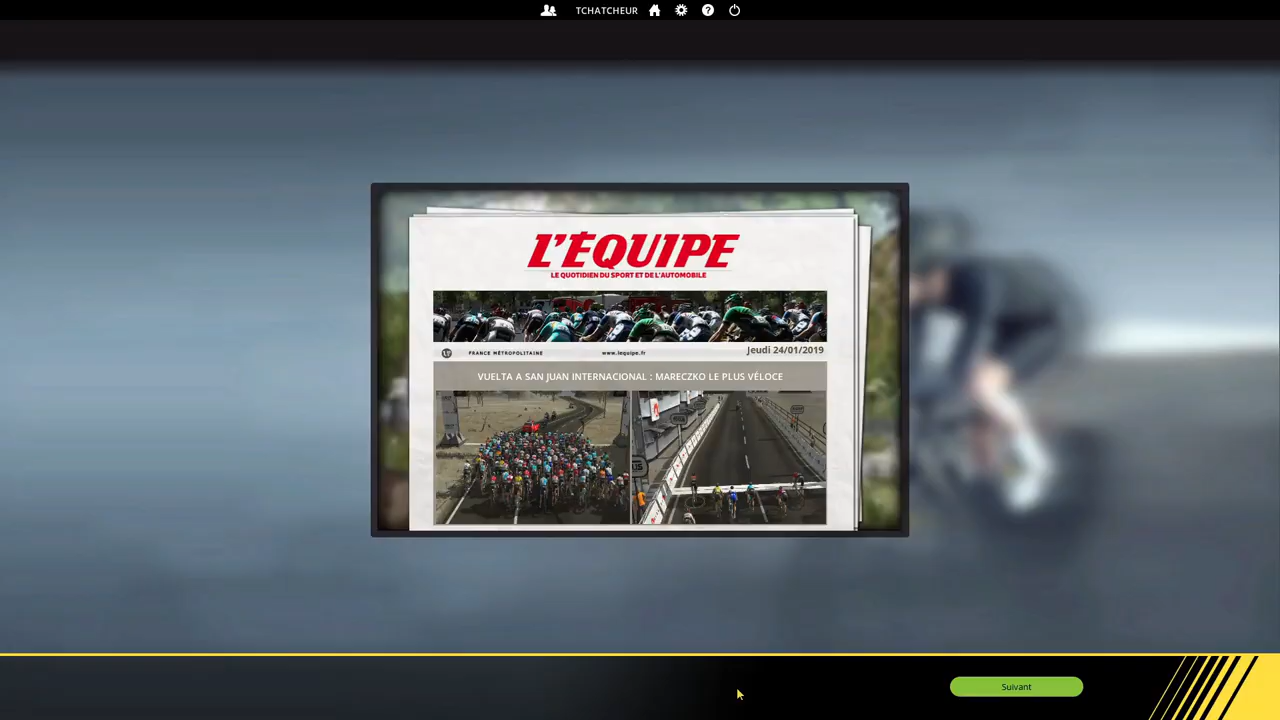 TCHATCHEUR
L'ÉQUIPE
LE QUOTIDIEN DU SPORT ET DE L'AUTOMOBILE
FRANCE MÉTROPOLITAINE www.lequipe.fr Jeudi 24/01/2019
VUELTA A SAN JUAN INTERNACIONAL : MARECZKO LE PLUS VÉLOCE
Suivant